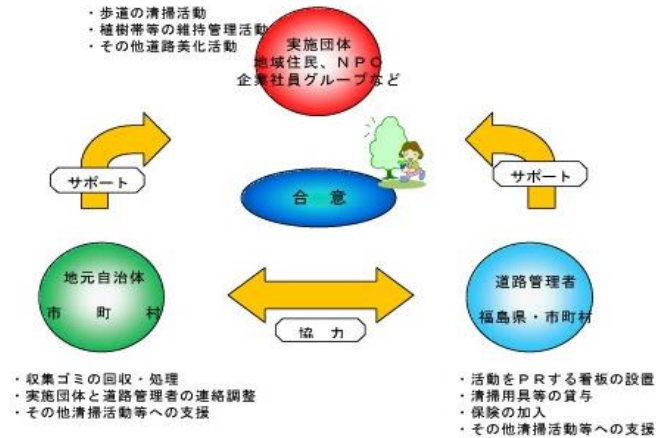 ・歩道の清掃活動
・植樹帯等の維持管理活動
・その他道路美化活動
実施団体
地域住民、ＮＰＯ
企業社員グループなど
サポート
サポート
合　意
地元自治体
市　町　村
道路管理者
福島県・市町村
協力
・収集ゴミの回収・処理
・実施団体と道路管理者の連絡調整
・その他清掃活動等への支援
・活動をＰＲする看板の設置
・清掃用具等の貸与
・保険の加入
・その他清掃活動等への支援